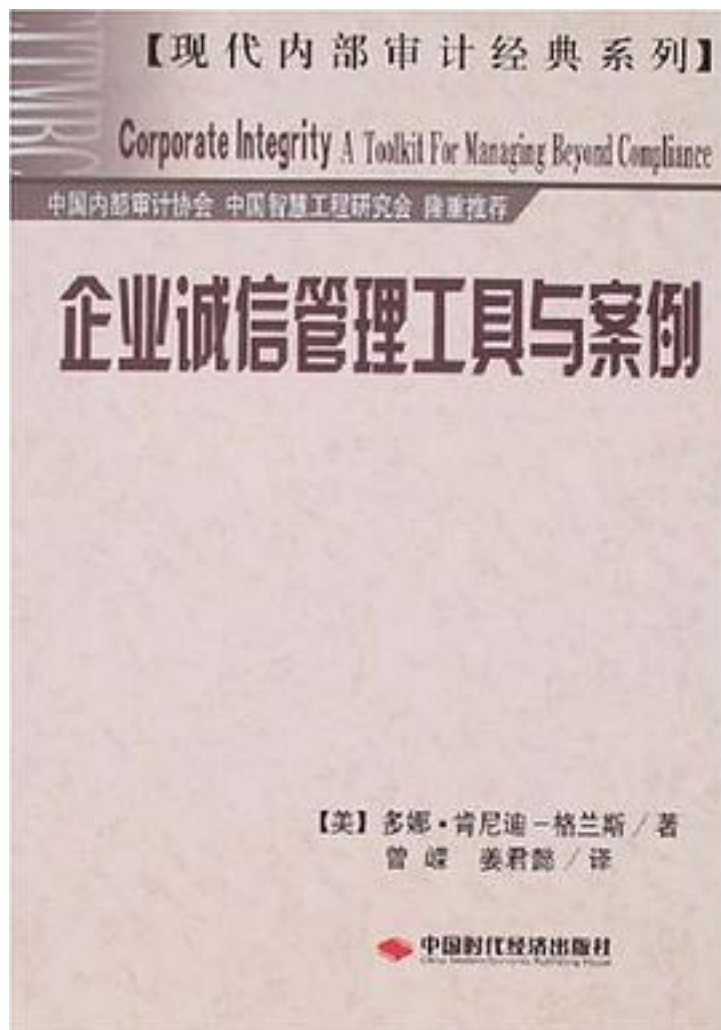 【现代内部审计经典系列】
Corporate Integrity A Toolkit For Managing Beyond Compliance
中国内部审计协会 中国智慧工程研究会 隆重推荐
企业诚信管理工具与案例
【美】多娜·肯尼迪-格兰斯／著
曾嵘 姜君懿／译
中国时代经济出版社